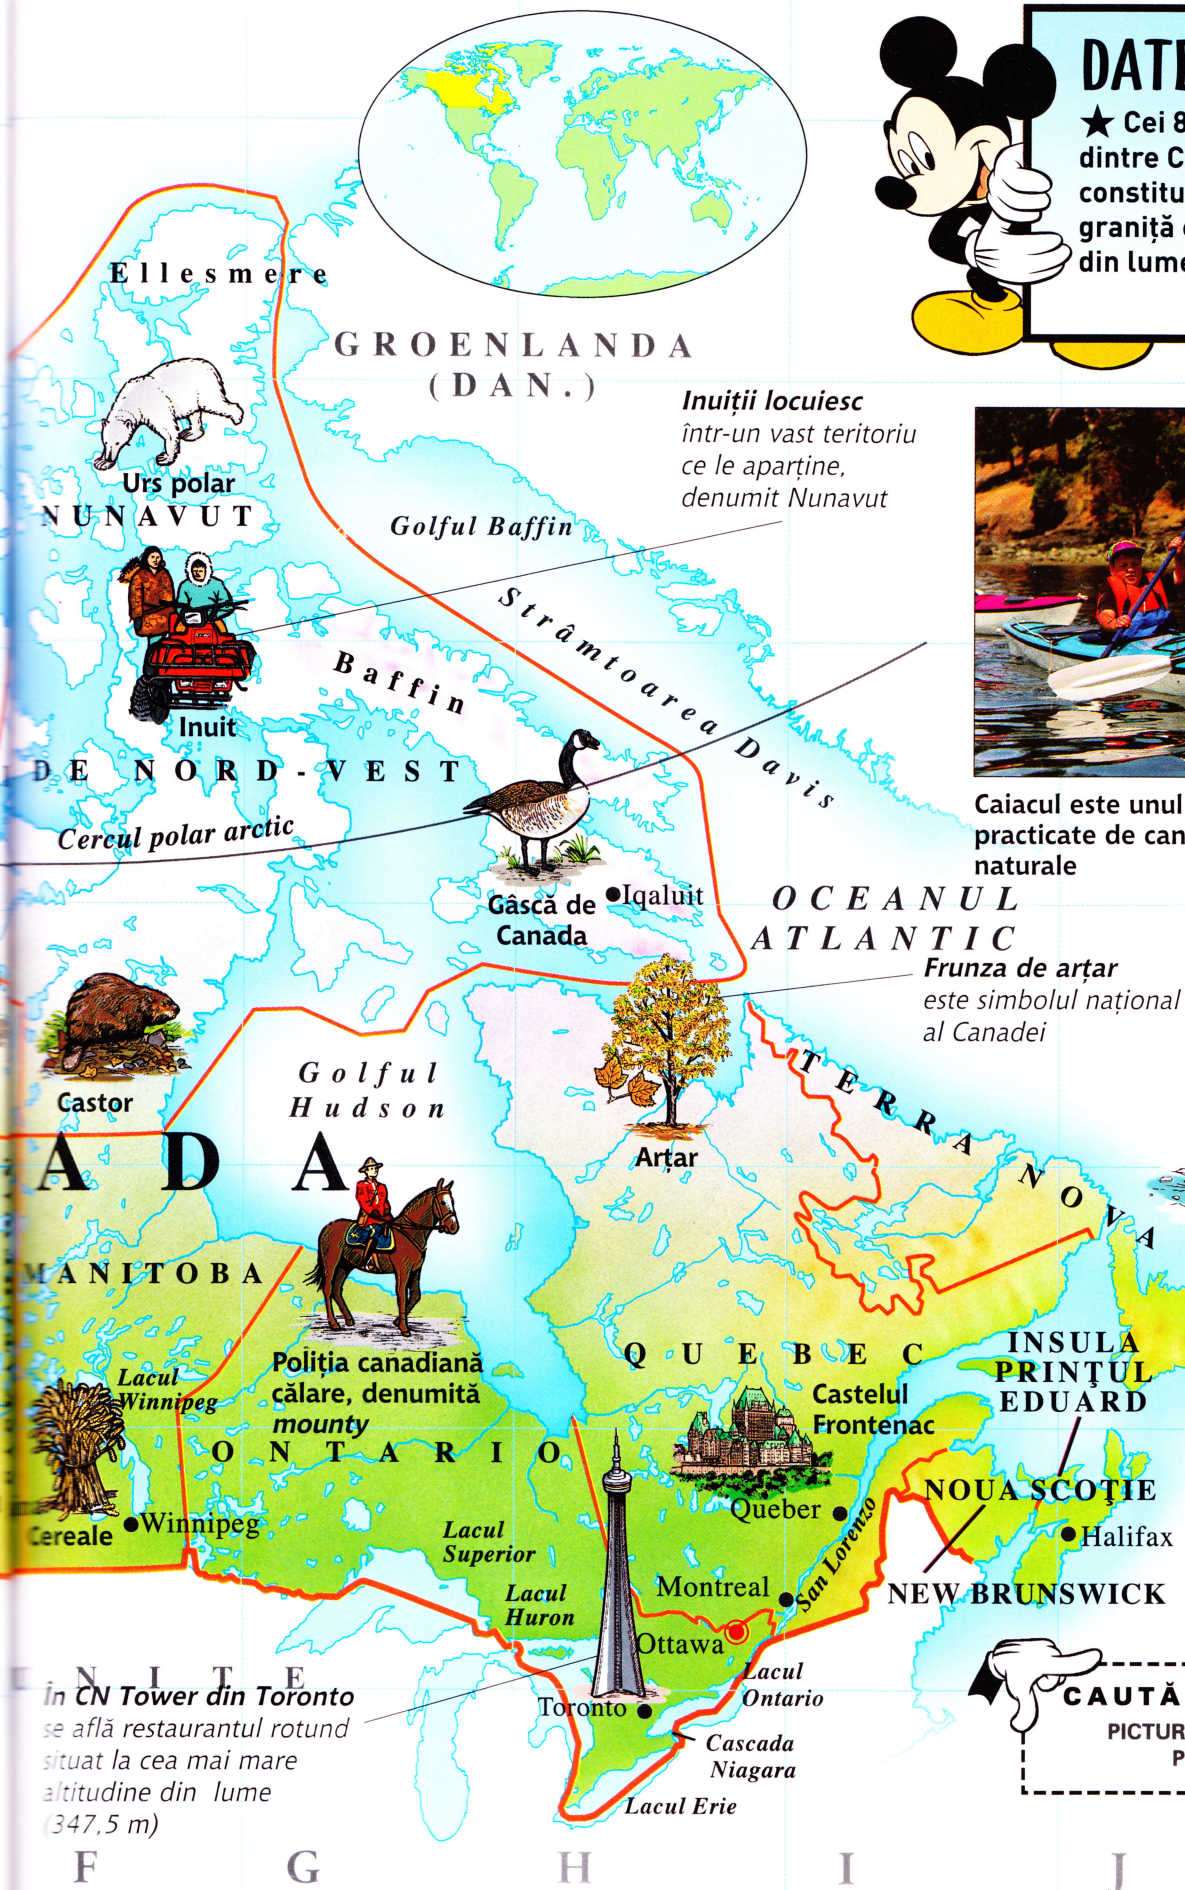 DATE
★ Cei 8
dintre C
constitu
graniță
din lume
Ellesmere
GROENLANDA
(DAN.)
Inuiții locuiesc
într-un vast teritoriu
ce le aparține,
denumit Nunavut
Urs polar
NUNAVUT
Golful Baffin
Strâmtoarea Davis
Baffin
Inuit
DE NORD-VEST
Cercul polar arctic
Caiacul este unul
practicate de can
naturale
Gâscă de
Canada
Iqaluit
OCEANUL
ATLANTIC
Frunza de arțar
este simbolul național
al Canadei
Castor
Golful
Hudson
Arțar
TERRA NOVA
ADA
MANITOBA
Poliția canadiană
călare, denumită
mounty
Lacul
Winnipeg
QUEBEC
Castelul
Frontenac
INSULA
PRINŢUL
EDUARD
ONTARIO
NOUA SCOŢIE
Queber
San Lorenzo
Halifax
Cereale
Winnipeg
Lacul
Superior
Lacul
Huron
Montreal
NEW BRUNSWICK
Ottawa
NITE
În CN Tower din Toronto
se află restaurantul rotund
situat la cea mai mare
altitudine din lume
(347,5 m)
Toronto
Lacul
Ontario
Cascada
Niagara
Lacul Erie
CAUTĂ
PICTUR
P
F G H I J